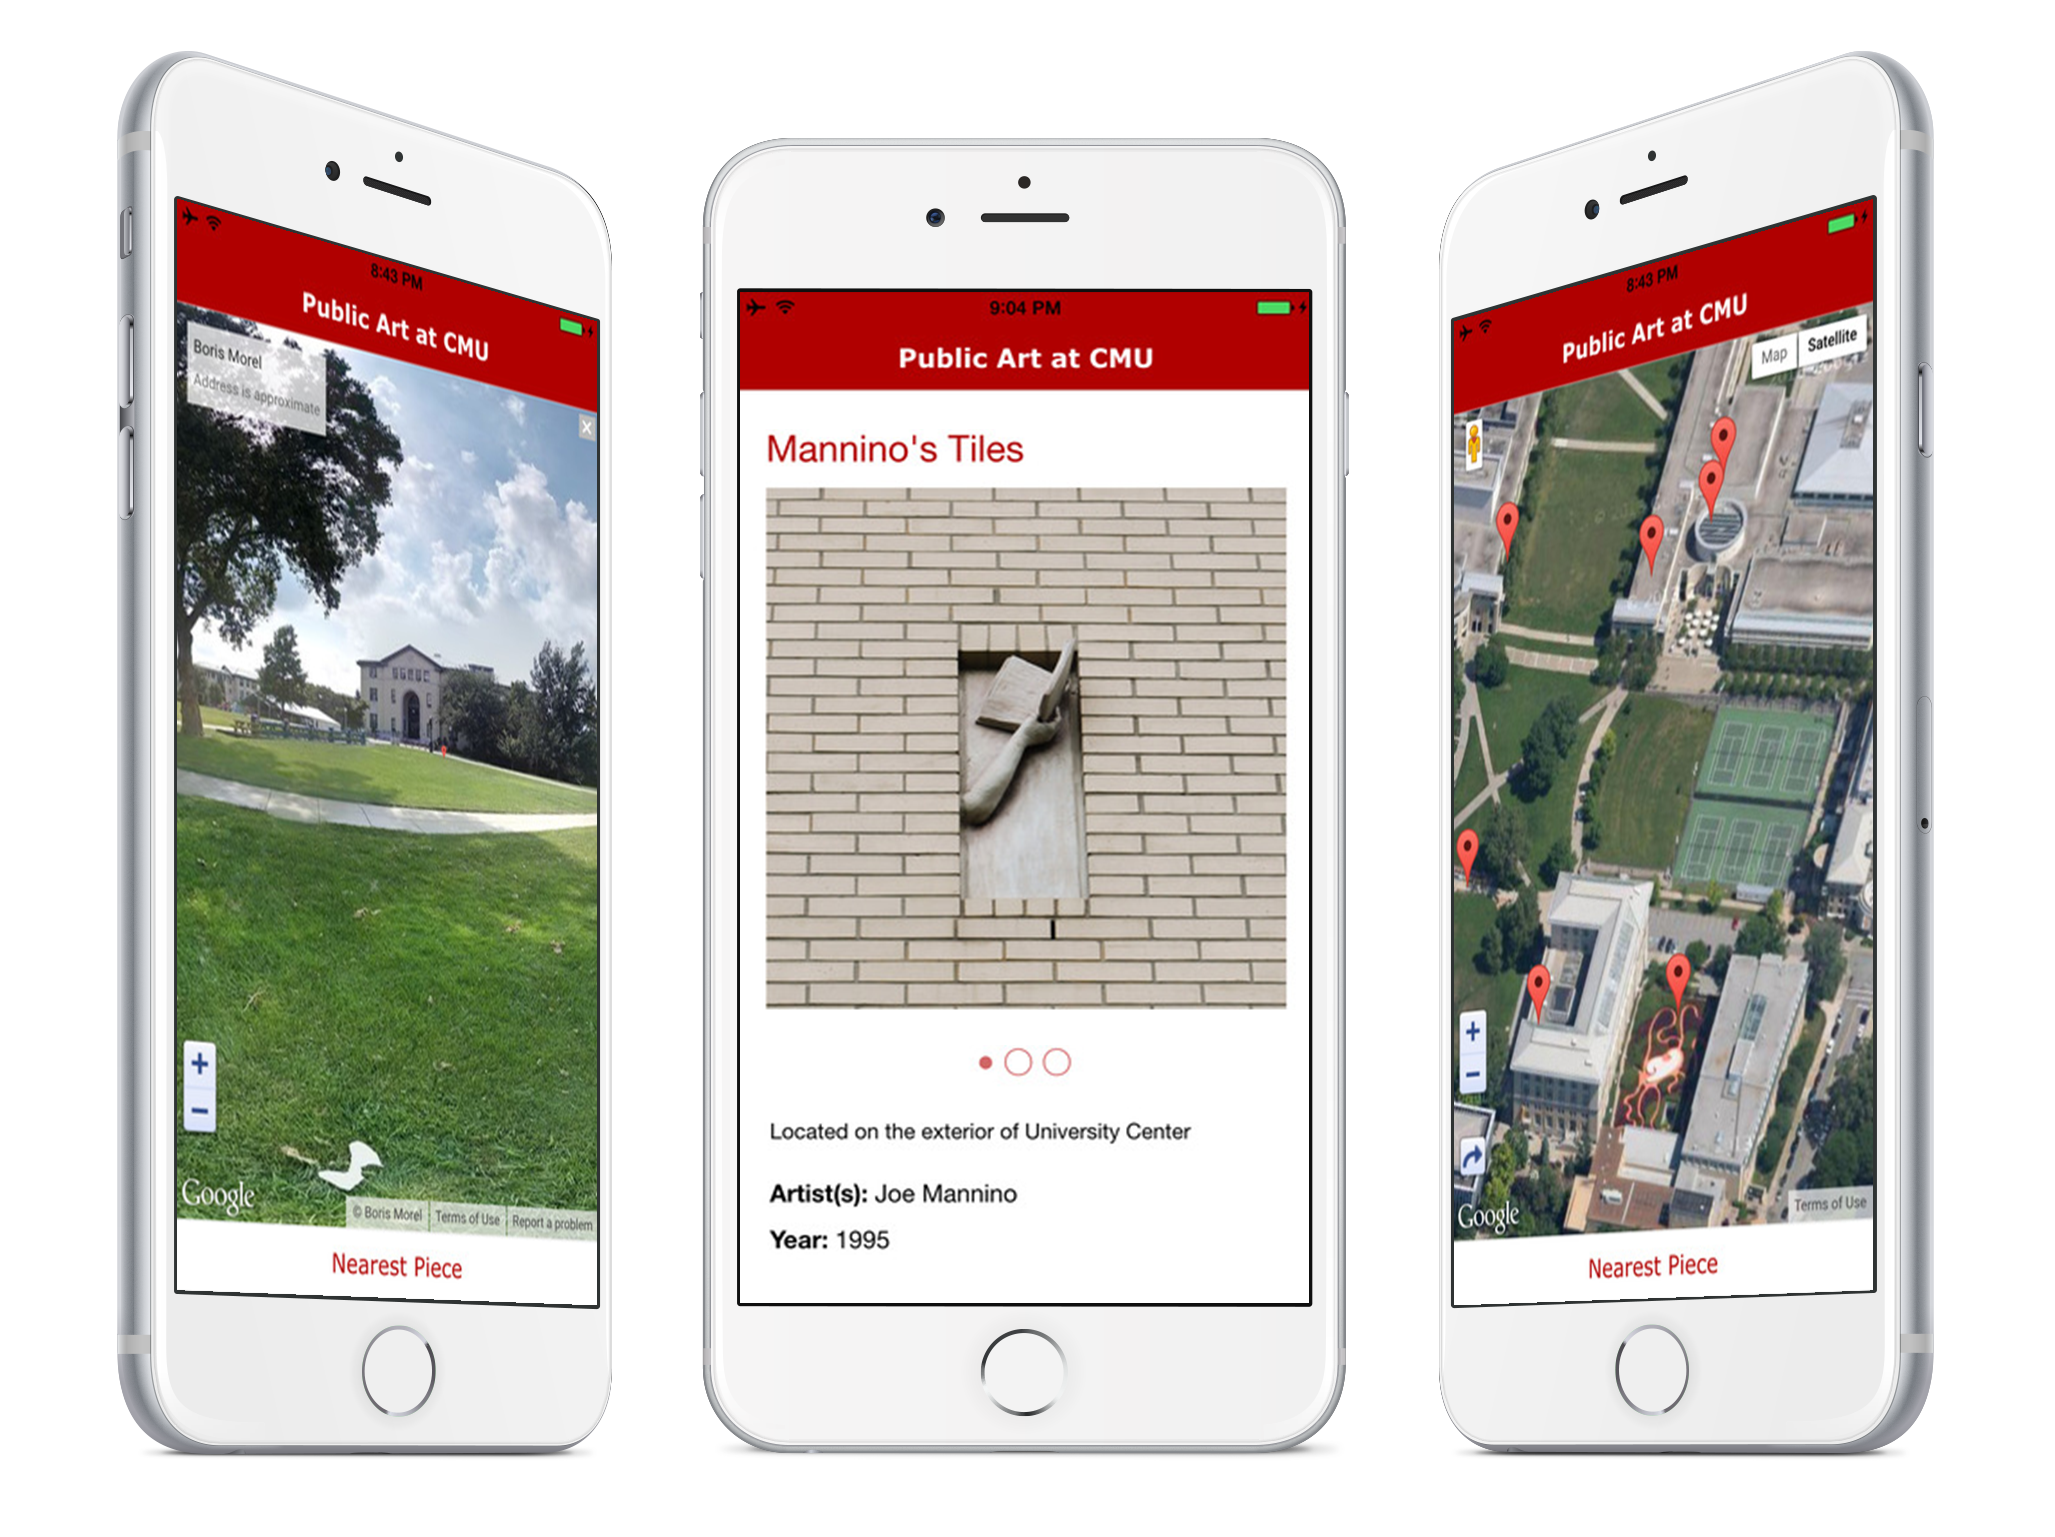 8:43 PM
Public Art at CMU
Boris Morel
Address is approximate
Google
© Boris Morel
Terms of Use
Report a problem
Nearest Piece
9:04 PM
Public Art at CMU
Mannino's Tiles
Located on the exterior of University Center
Artist(s): Joe Mannino
Year: 1995
8:43 PM
Public Art at CMU
Map
Satellite
Google
Terms of Use
Nearest Piece